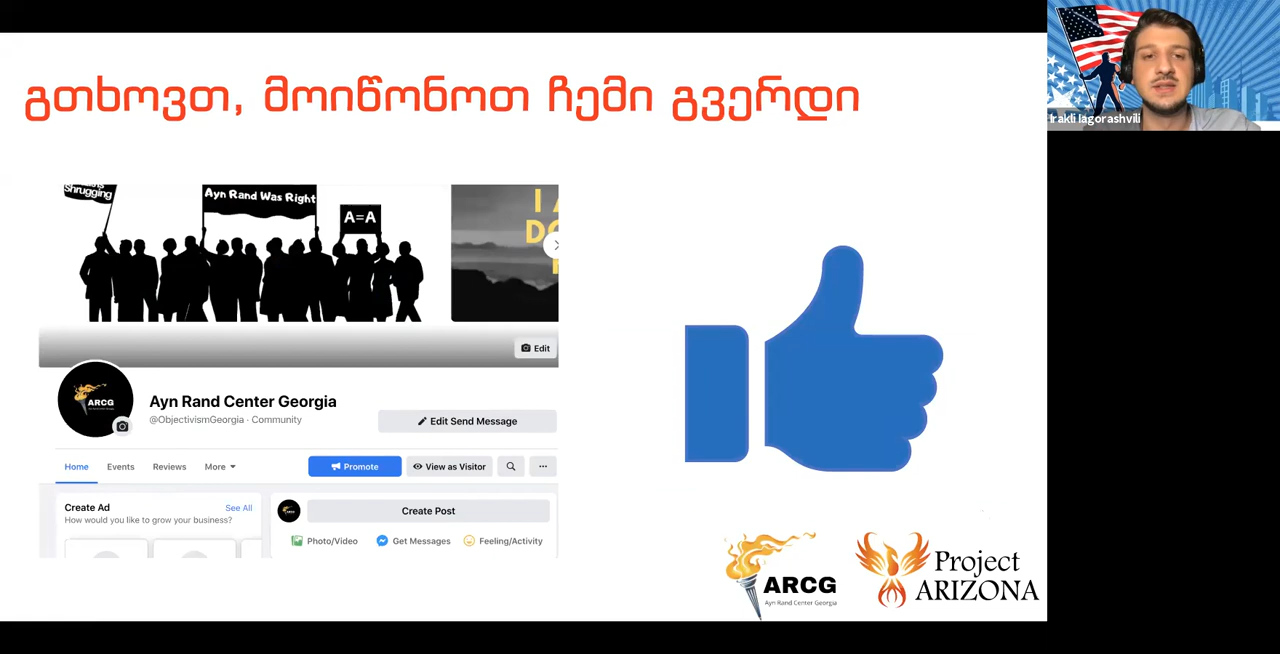 გთხოვთ, მოიწონოთ ჩემი გვერდი
Irakli Iagorashvili
Shrugging
Ayn Rand Was Right
A=A
I
Edit
ARCG
Ayn Rand Center Georgia
@ObjectivismGeorgia · Community
Edit Send Message
Home Events Reviews More
Promote View as Visitor
Create Ad See All
How would you like to grow your business?
Create Post
Photo/Video Get Messages Feeling/Activity
ARCG
Ayn Rand Center Georgia
Project
ARIZONA